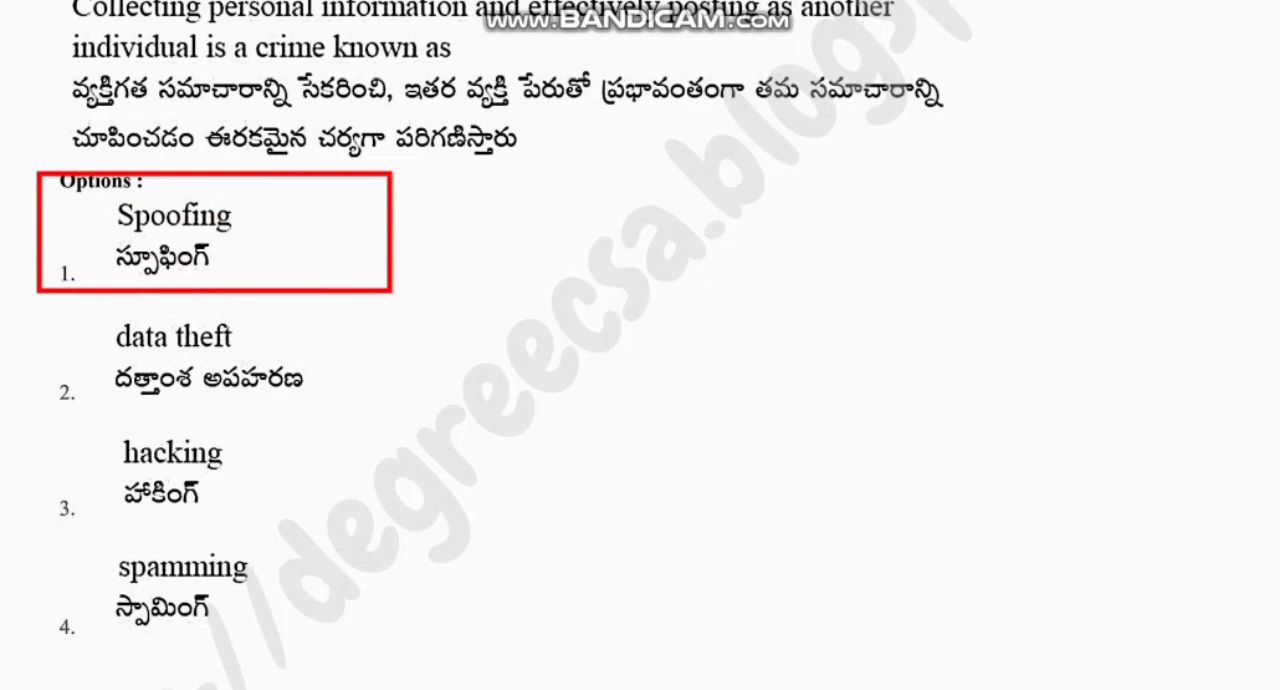 Collecting personal information and effectively posting as another
www.BANDICAM.com
individual is a crime known as
వ్యక్తిగత సమాచారాన్ని సేకరించి, ఇతర వ్యక్తి పేరుతో ప్రభావంతంగా తమ సమాచారాన్ని
చూపించడం ఈరకమైన చర్యగా పరిగణిస్తారు
Options :
Spoofing
స్పూఫింగ్
1.
data theft
దత్తాంశ అపహరణ
2.
hacking
హాకింగ్
3.
spamming
స్పామింగ్
4.
//degreecsa.blogsp